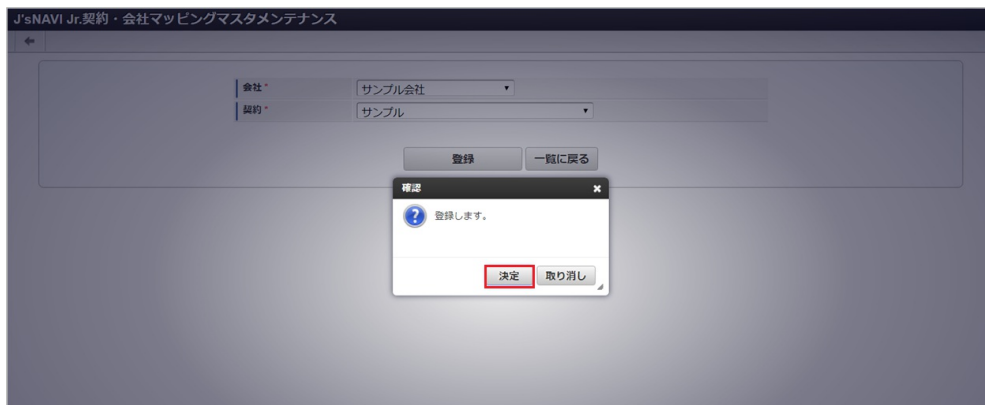 J'sNAVI Jr.契約・会社マッピングマスタメンテナンス
会社* サンプル会社
契約* サンプル
登録 一覧に戻る
確認
登録します。
決定 取り消し